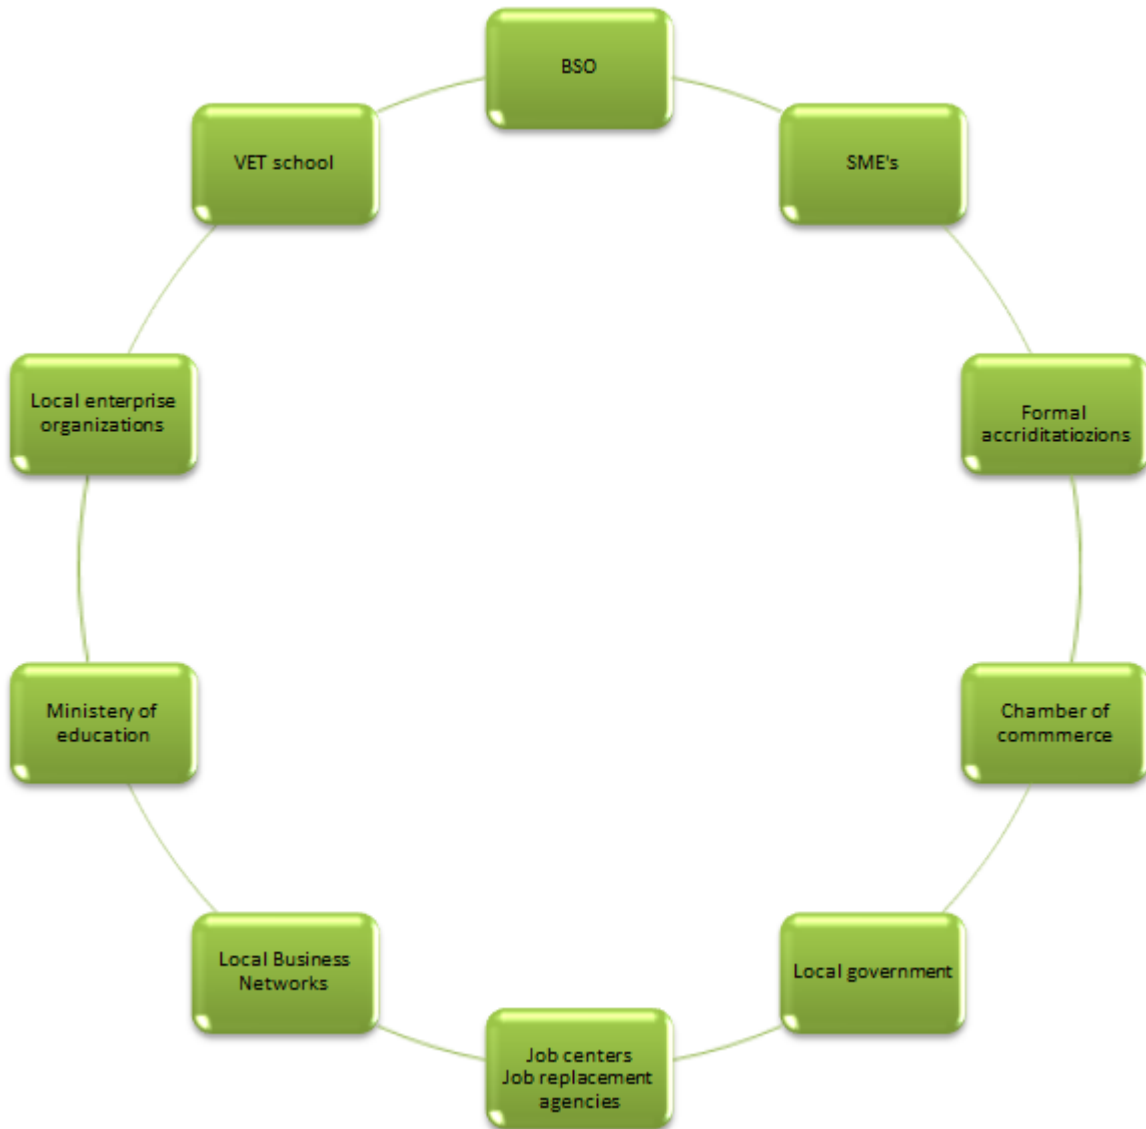 BSO
SME's
Formal
accriditatiozions
Chamber of
commmerce
Local government
Job centers
Job replacement
agencies
Local Business
Networks
Ministery of
education
Local enterprise
organizations
VET school